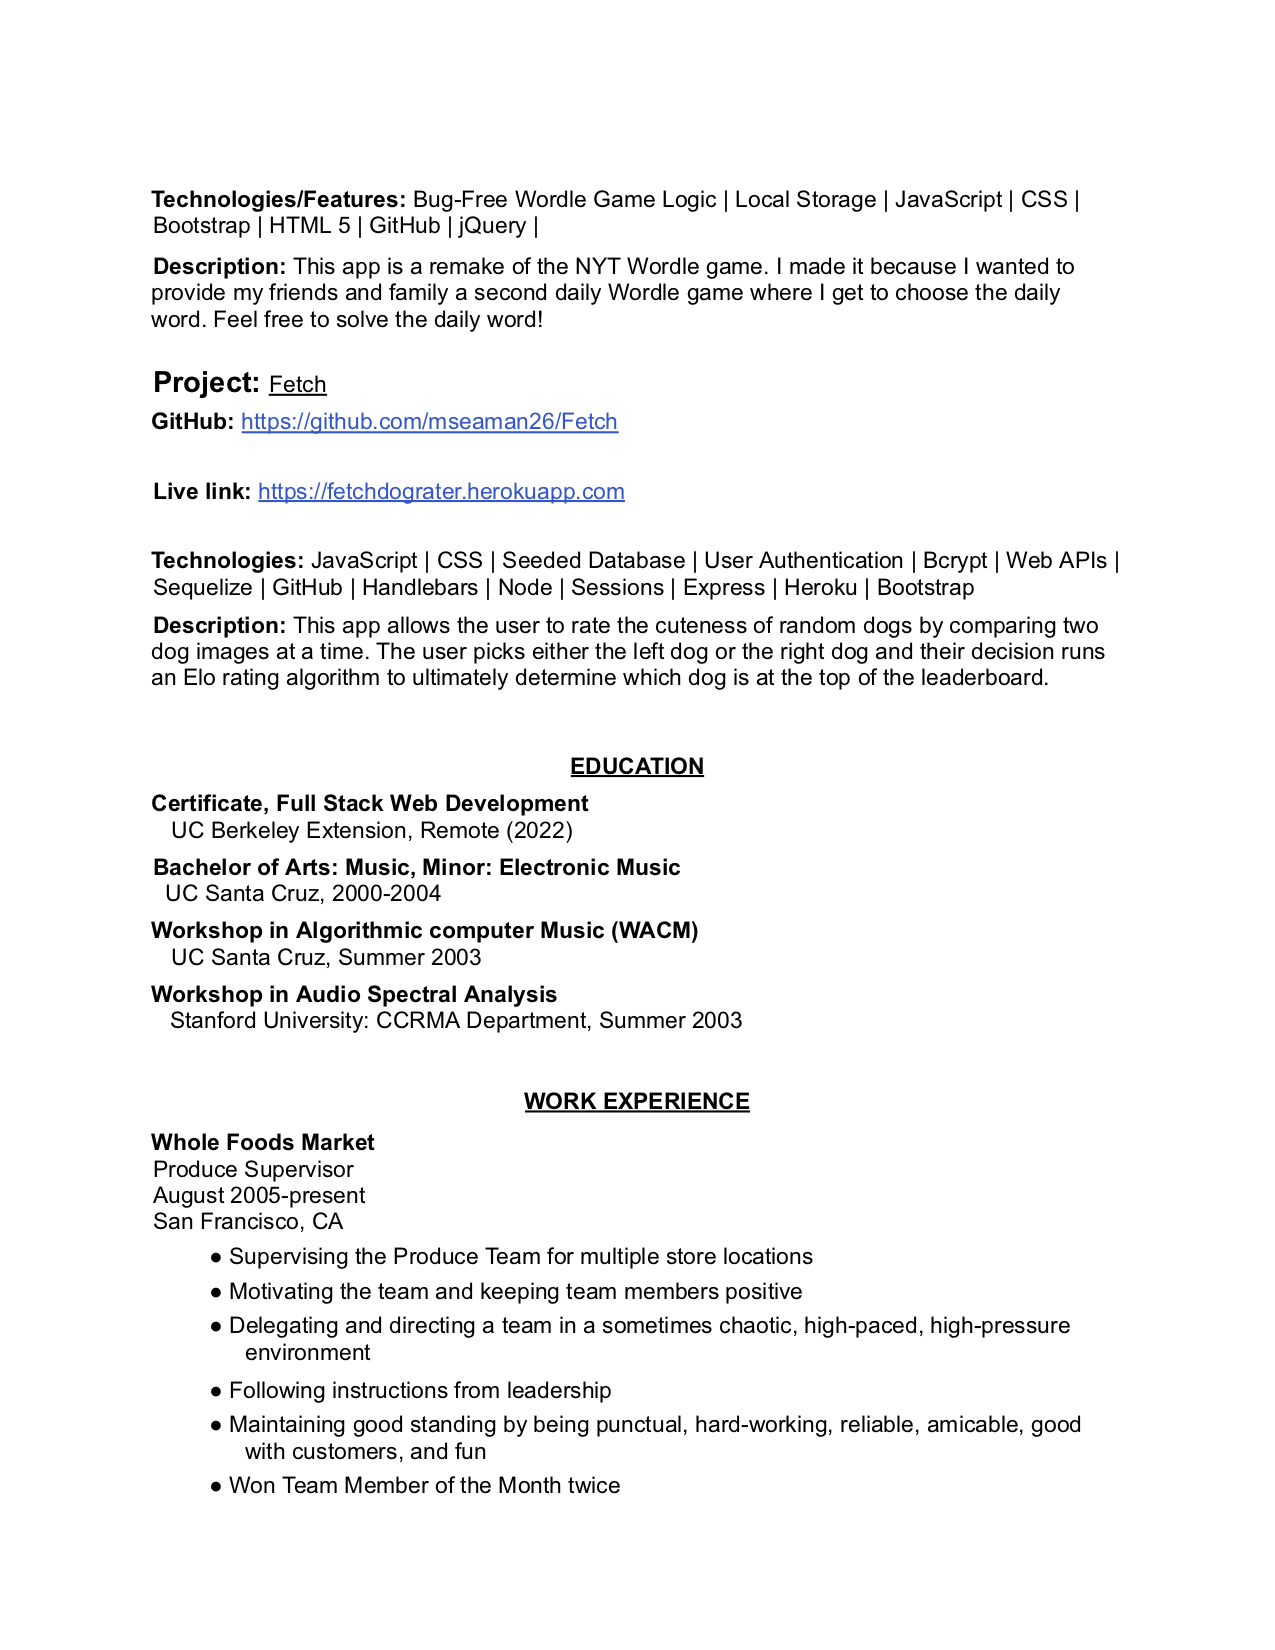 Technologies/Features: Bug-Free Wordle Game Logic | Local Storage | JavaScript | CSS |
Bootstrap | HTML 5 | GitHub | jQuery |
Description: This app is a remake of the NYT Wordle game. I made it because I wanted to
provide my friends and family a second daily Wordle game where I get to choose the daily
word. Feel free to solve the daily word!
Project: Fetch
GitHub: https://github.com/mseaman26/Fetch
Live link: https://fetchdograter.herokuapp.com
Technologies: JavaScript | CSS | Seeded Database | User Authentication | Bcrypt | Web APIs |
Sequelize | GitHub | Handlebars | Node | Sessions | Express | Heroku | Bootstrap
Description: This app allows the user to rate the cuteness of random dogs by comparing two
dog images at a time. The user picks either the left dog or the right dog and their decision runs
an Elo rating algorithm to ultimately determine which dog is at the top of the leaderboard.
EDUCATION
Certificate, Full Stack Web Development
UC Berkeley Extension, Remote (2022)
Bachelor of Arts: Music, Minor: Electronic Music
UC Santa Cruz, 2000-2004
Workshop in Algorithmic computer Music (WACM)
UC Santa Cruz, Summer 2003
Workshop in Audio Spectral Analysis
Stanford University: CCRMA Department, Summer 2003
WORK EXPERIENCE
Whole Foods Market
Produce Supervisor
August 2005-present
San Francisco, CA
● Supervising the Produce Team for multiple store locations
● Motivating the team and keeping team members positive
● Delegating and directing a team in a sometimes chaotic, high-paced, high-pressure
environment
● Following instructions from leadership
● Maintaining good standing by being punctual, hard-working, reliable, amicable, good
with customers, and fun
● Won Team Member of the Month twice